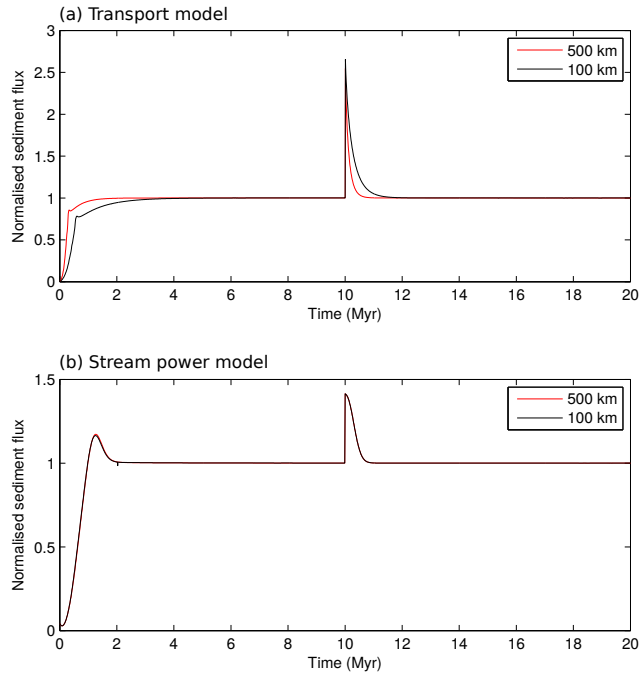 (a) Transport model
3
2.5
2
1.5
1
0.5
0
Normalised sediment flux
500 km
100 km
0 2 4 6 8 10 12 14 16 18 20
Time (Myr)
(b) Stream power model
1.5
1
0.5
0
Normalised sediment flux
500 km
100 km
0 2 4 6 8 10 12 14 16 18 20
Time (Myr)